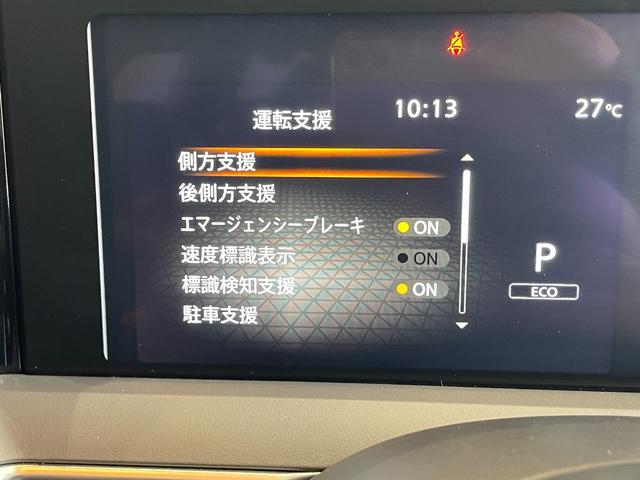 10:13
27℃
運転支援
側方支援
後側方支援
エマージェンシーブレーキ ON
速度標識表示 ON
標識検知支援 ON
駐車支援
P
ECO